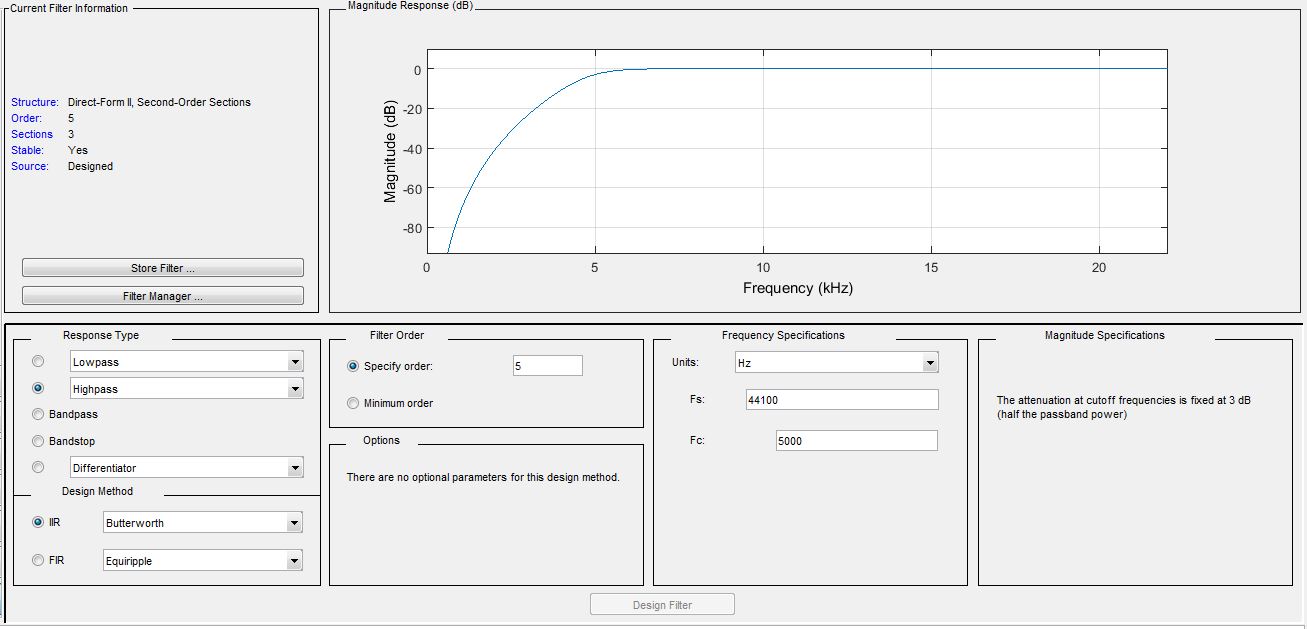 Current Filter Information
Structure: Direct-Form II, Second-Order Sections
Order: 5
Sections 3
Stable: Yes
Source: Designed
Store Filter ...
Filter Manager ...
Magnitude Response (dB)
Magnitude (dB)
0
-20
-40
-60
-80
0 5 10 15 20
Frequency (kHz)
Response Type
Lowpass
Highpass
Bandpass
Bandstop
Differentiator
Design Method
IIR Butterworth
FIR Equiripple
Filter Order
Specify order: 5
Minimum order
Options
There are no optional parameters for this design method.
Frequency Specifications
Units: Hz
Fs: 44100
Fc: 5000
Magnitude Specifications
The attenuation at cutoff frequencies is fixed at 3 dB
(half the passband power)
Design Filter